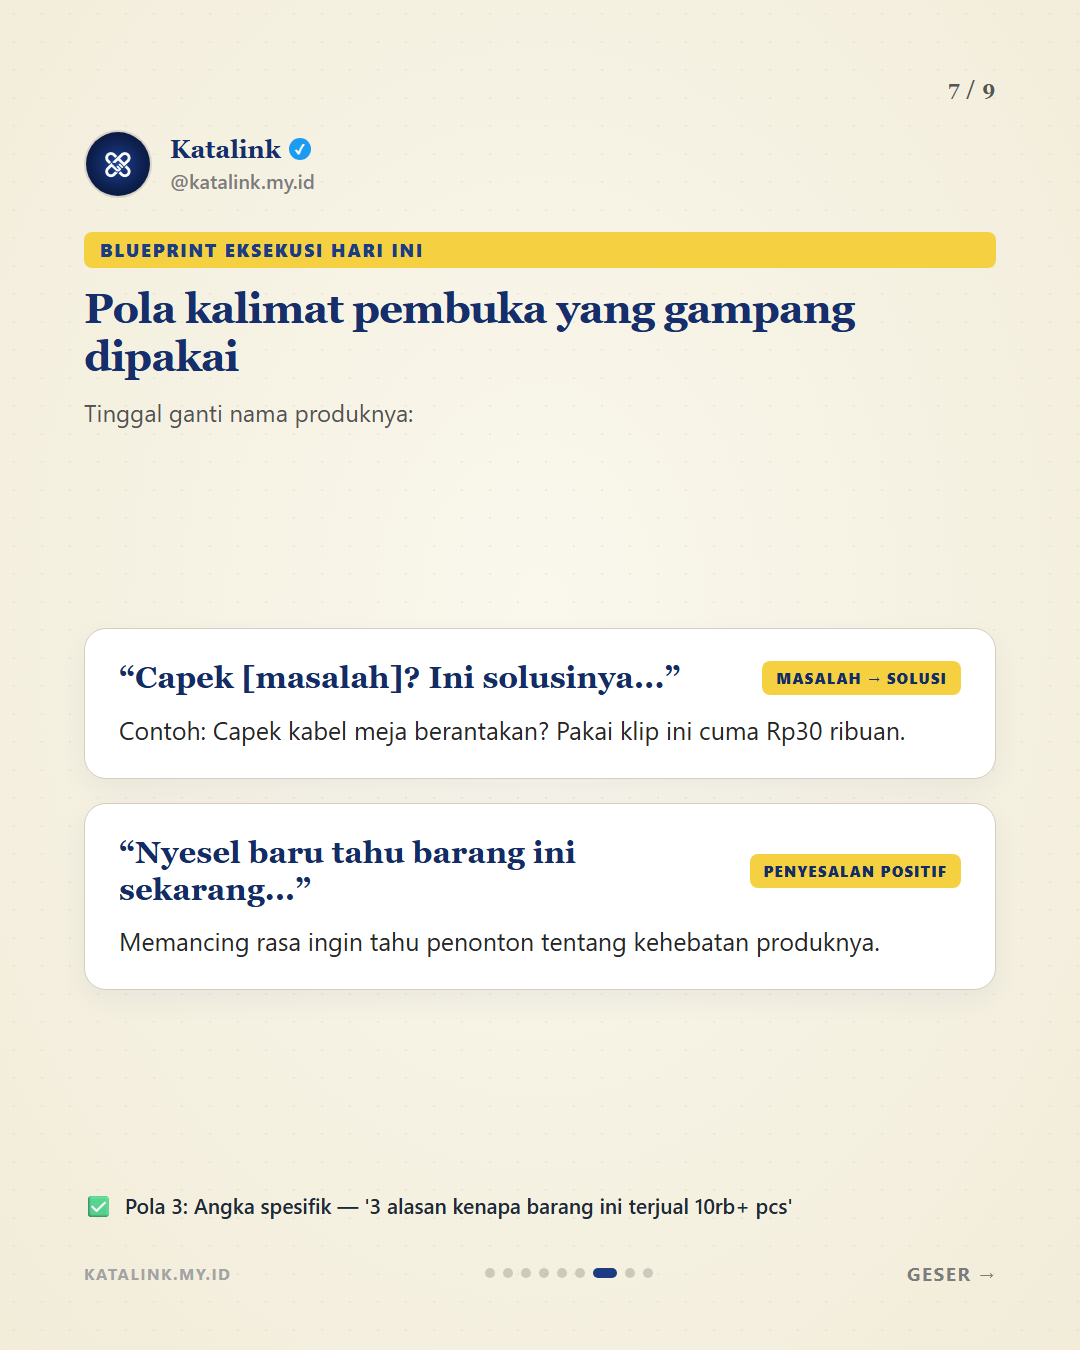 7 / 9
Katalink
@katalink.my.id
BLUEPRINT EKSEKUSI HARI INI
Pola kalimat pembuka yang gampang
dipakai
Tinggal ganti nama produknya:
“Capek [masalah]? Ini solusinya...”
MASALAH → SOLUSI
Contoh: Capek kabel meja berantakan? Pakai klip ini cuma Rp30 ribuan.
“Nyesel baru tahu barang ini
sekarang...”
PENYESALAN POSITIF
Memancing rasa ingin tahu penonton tentang kehebatan produknya.
✅ Pola 3: Angka spesifik — '3 alasan kenapa barang ini terjual 10rb+ pcs'
KATALINK.MY.ID
GESER →